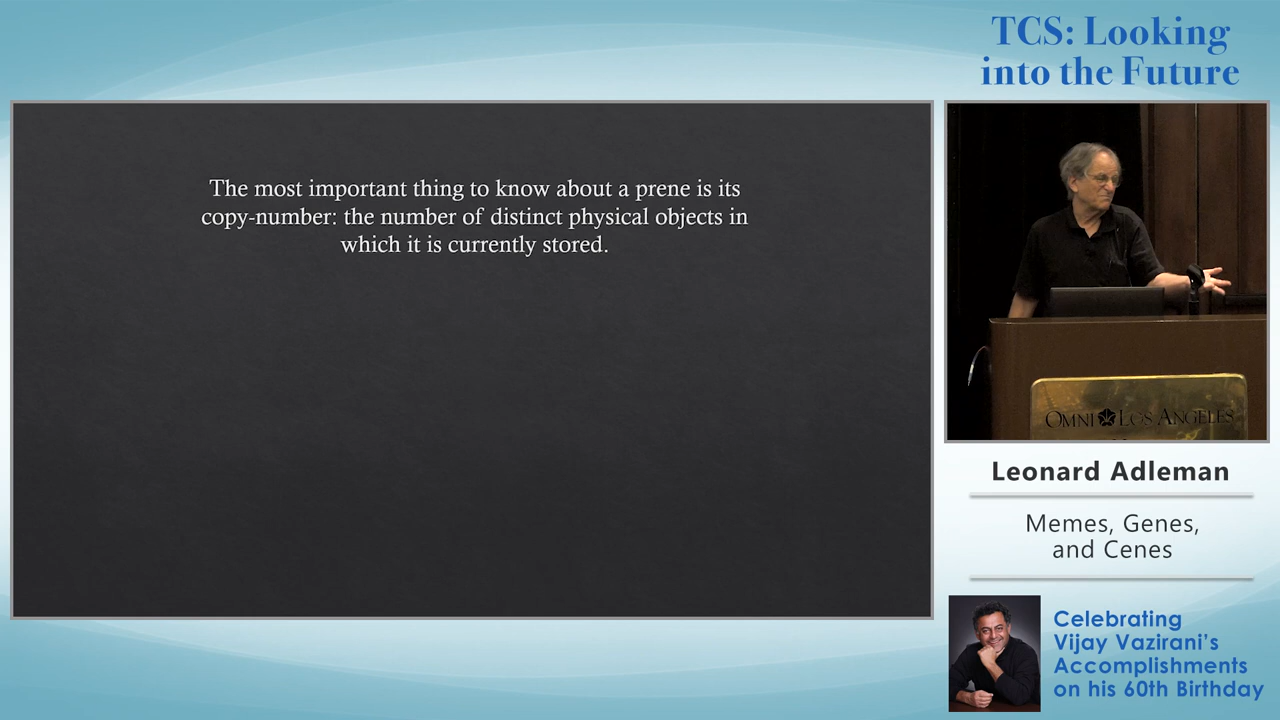 TCS: Looking
into the Future
The most important thing to know about a prene is its
copy-number: the number of distinct physical objects in
which it is currently stored.
OMNI LOS ANGELES
Leonard Adleman
Memes, Genes,
and Cenes
Celebrating
Vijay Vazirani's
Accomplishments
on his 60th Birthday